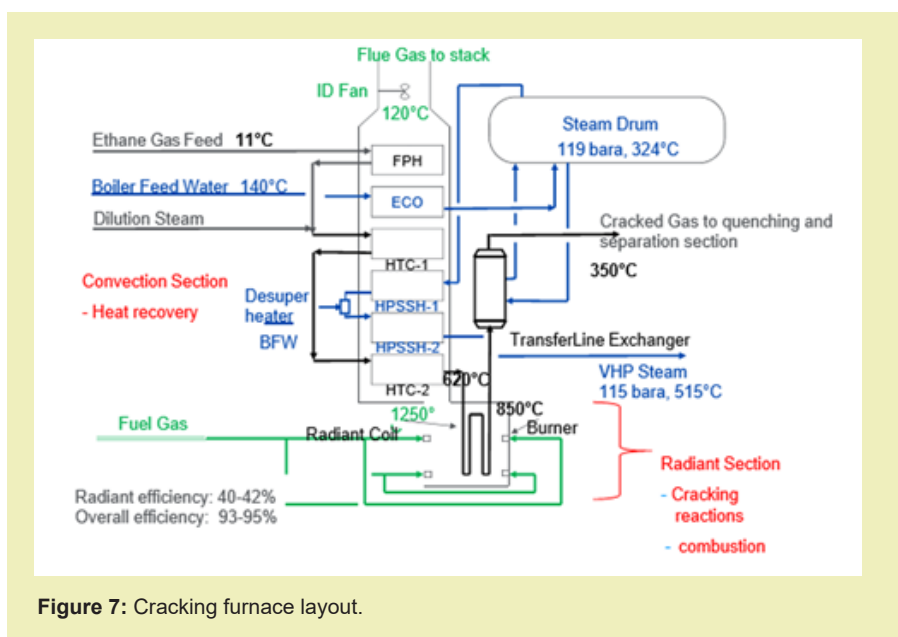 Flue Gas to stack
ID Fan
120°C
Steam Drum
119 bara, 324°C
Ethane Gas Feed 11°C
FPH
Boiler Feed Water 140°C
ECO
Dilution Steam
Cracked Gas to quenching and
separation section
350°C
HTC-1
Convection Section
- Heat recovery
Desuper
heater
BFW
HPSSH-1
HPSSH-2
TransferLine Exchanger
VHP Steam
115 bara, 515°C
HTC-2
620°C
850°C
1250°
Fuel Gas
Radiant Coil
Burner
Radiant Section
- Cracking
reactions
- combustion
Radiant efficiency: 40-42%
Overall efficiency: 93-95%
Figure 7: Cracking furnace layout.